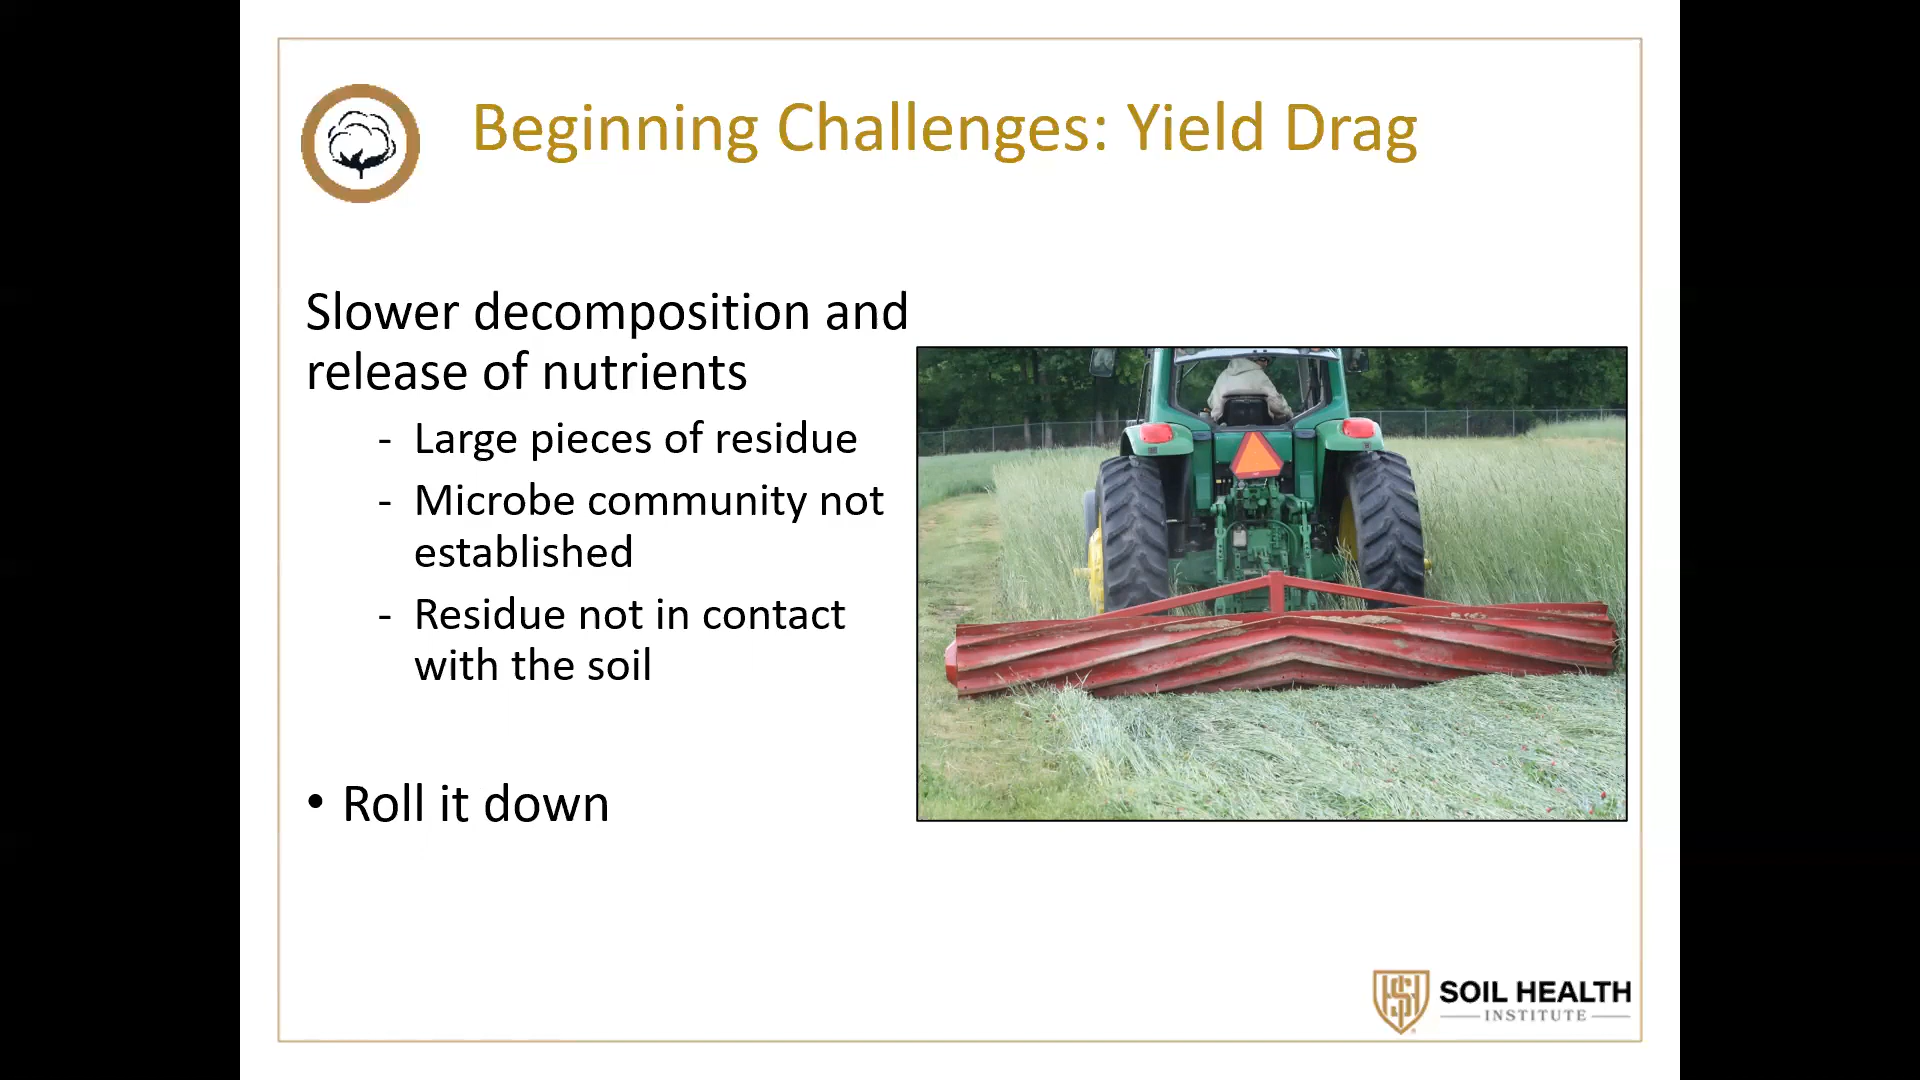 Beginning Challenges: Yield Drag
Slower decomposition and
release of nutrients
- Large pieces of residue
- Microbe community not
established
- Residue not in contact
with the soil
• Roll it down
SOIL HEALTH
INSTITUTE